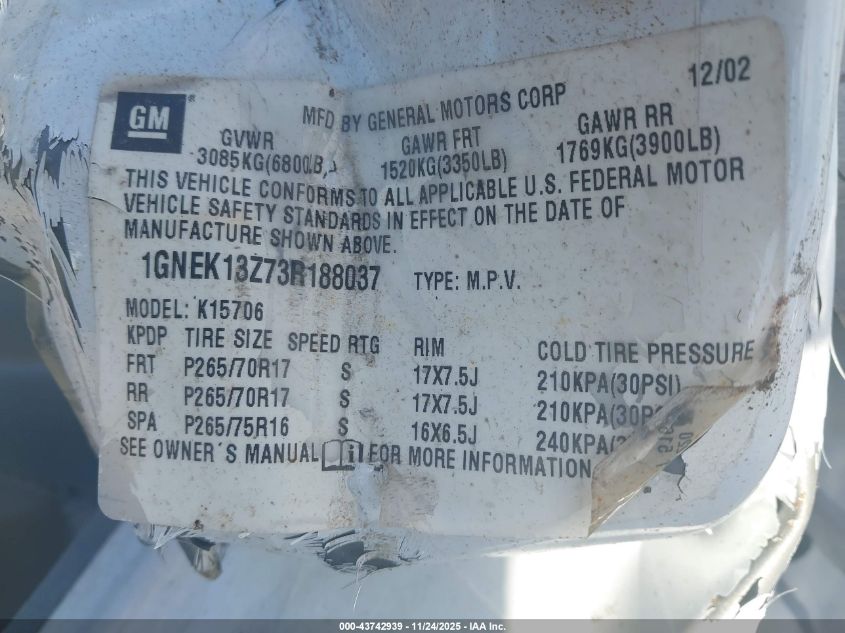 12/02
GM ® MFD BY GENERAL MOTORS CORP
GVWR GAWR FRT GAWR RR
3085KG(6800LB) 1520KG(3350LB) 1769KG(3900LB)
THIS VEHICLE CONFORMS TO ALL APPLICABLE U.S. FEDERAL MOTOR
VEHICLE SAFETY STANDARDS IN EFFECT ON THE DATE OF
MANUFACTURE SHOWN ABOVE.
1GNEK13Z73R188037 TYPE: M.P.V.
MODEL: K15706
KPDP TIRE SIZE SPEED RTG RIM COLD TIRE PRESSURE
FRT P265/70R17 S 17X7.5J 210KPA(30PSI)
RR P265/70R17 S 17X7.5J 210KPA(30P
SPA P265/75R16 S 16X6.5J 240KPA(
SEE OWNER'S MANUAL FOR MORE INFORMATION
000-43742939 - 11/24/2025 - IAA Inc.